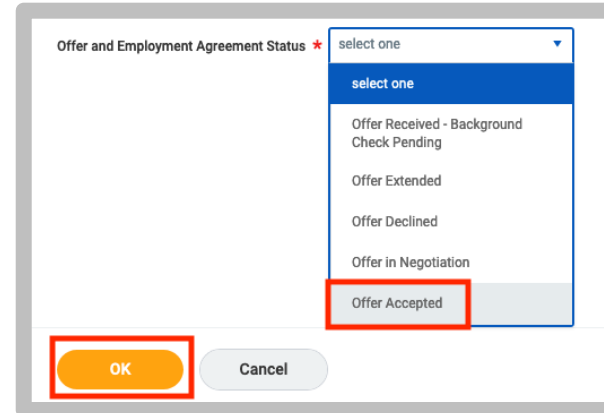 Offer and Employment Agreement Status * select one
select one
Offer Received - Background
Check Pending
Offer Extended
Offer Declined
Offer in Negotiation
Offer Accepted
OK Cancel